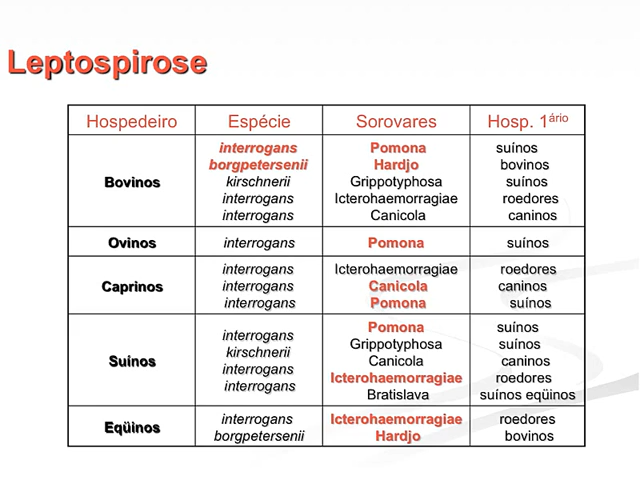 Leptospirose
Hospedeiro Espécie Sorovares Hosp. 1ário
Bovinos
interrogans Pomona suínos
borgpetersenii Hardjo bovinos
kirschnerii Grippotyphosa suínos
interrogans Icterohaemorragiae roedores
interrogans Canicola caninos
Ovinos interrogans Pomona suínos
Caprinos
interrogans Icterohaemorragiae roedores
interrogans Canicola caninos
interrogans Pomona suínos
Suínos
interrogans
kirschnerii
interrogans
interrogans
Pomona suínos
Grippotyphosa suínos
Canicola caninos
Icterohaemorragiae roedores
Bratislava suínos eqüinos
Eqüinos
interrogans Icterohaemorragiae roedores
borgpetersenii Hardjo bovinos